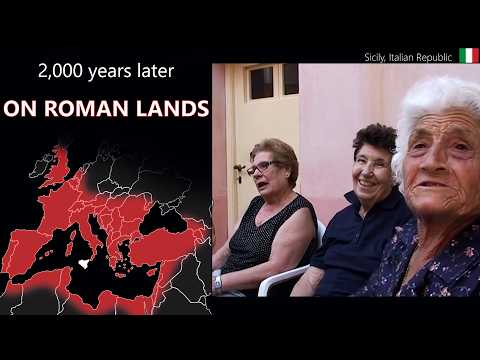 Sicily, Italian Republic
2,000 years later
ON ROMAN LANDS